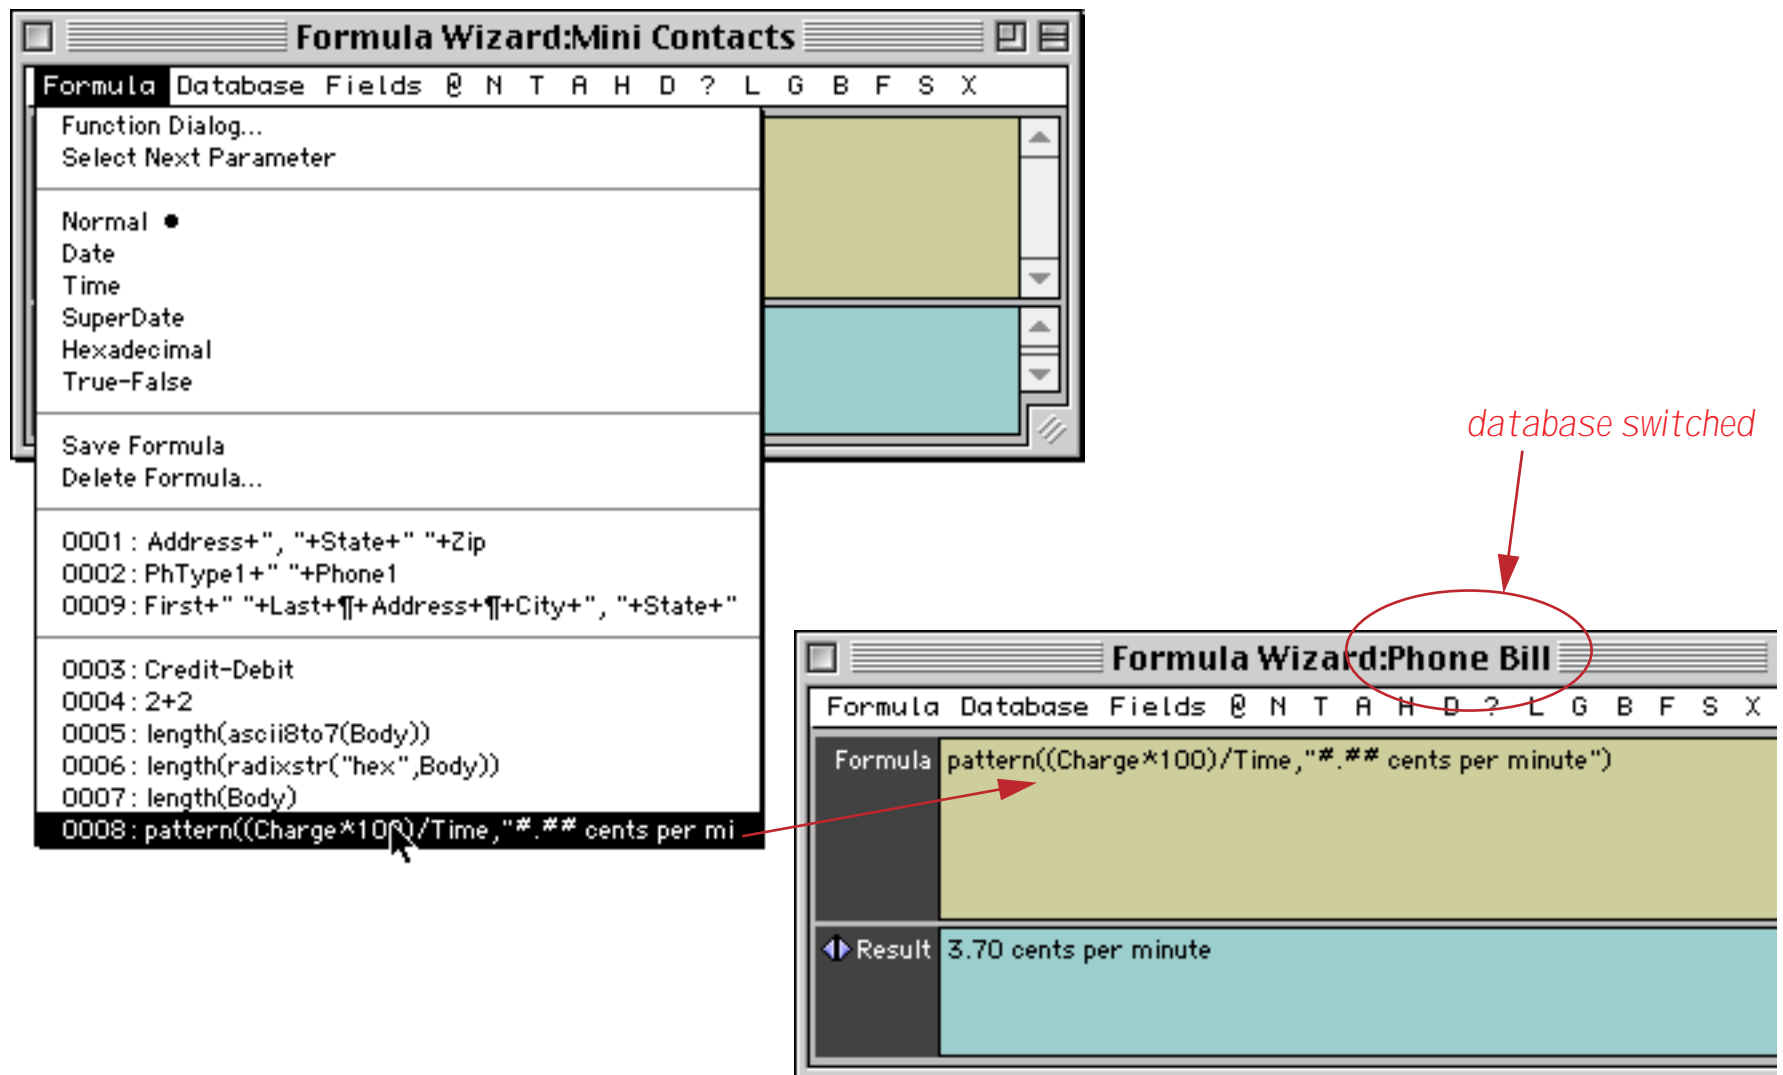 Formula Wizard:Mini Contacts
Formula Database Fields @ N T A H D ? L G B F S X
Function Dialog...
Select Next Parameter
Normal ●
Date
Time
SuperDate
Hexadecimal
True-False
Save Formula
Delete Formula...
0001: Address+", "+State+" "+Zip
0002: PhType1+" "+Phone1
0009: First+" "+Last+¶+Address+¶+City+", "+State+"
0003: Credit-Debit
0004: 2+2
0005: length(ascii8to7(Body))
0006: length(radixstr("hex",Body))
0007: length(Body)
0008: pattern((Charge*100)/Time,"#.## cents per mi
database switched
Formula Wizard:Phone Bill
Formula Database Fields @ N T A H D ? L G B F S X
Formula pattern((Charge*100)/Time,"#.## cents per minute")
Result 3.70 cents per minute